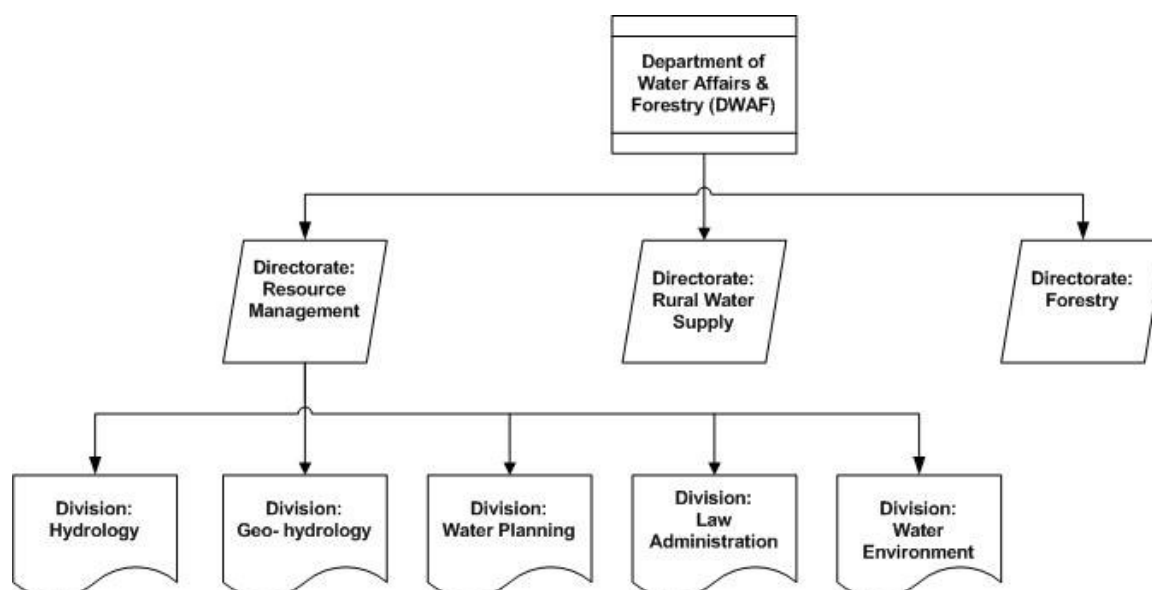 Department of
Water Affairs &
Forestry (DWAF)
Directorate:
Resource
Management
Directorate:
Rural Water
Supply
Directorate:
Forestry
Division:
Hydrology
Division:
Geo- hydrology
Division:
Water Planning
Division:
Law
Administration
Division:
Water
Environment